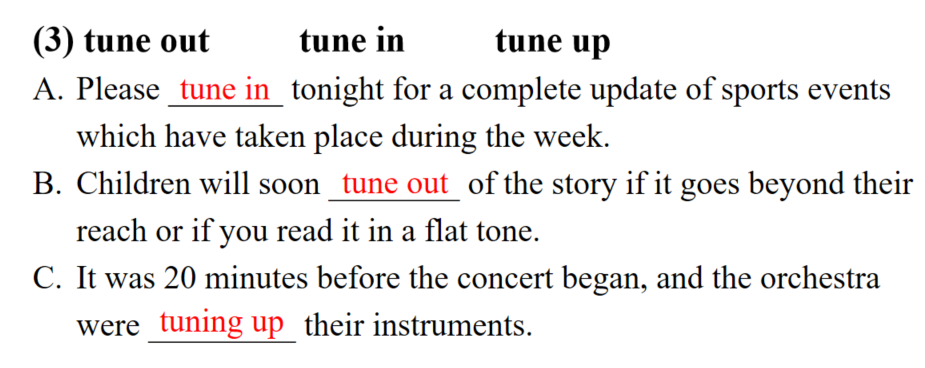 (3) tune out tune in tune up
A. Please tune in tonight for a complete update of sports events
which have taken place during the week.
B. Children will soon tune out of the story if it goes beyond their
reach or if you read it in a flat tone.
C. It was 20 minutes before the concert began, and the orchestra
were tuning up their instruments.